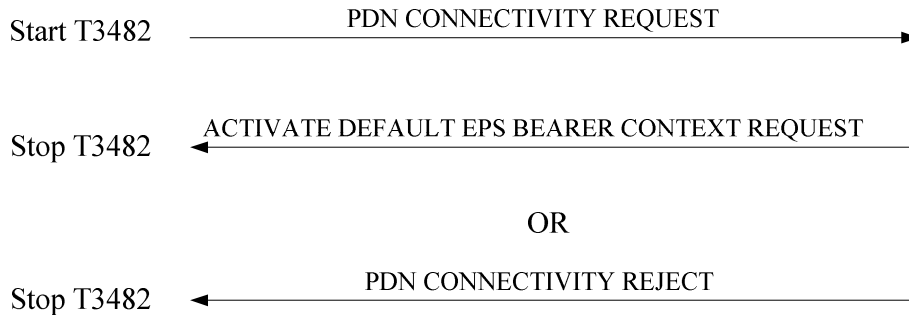 PDN CONNECTIVITY REQUEST
Start T3482
ACTIVATE DEFAULT EPS BEARER CONTEXT REQUEST
Stop T3482
OR
PDN CONNECTIVITY REJECT
Stop T3482